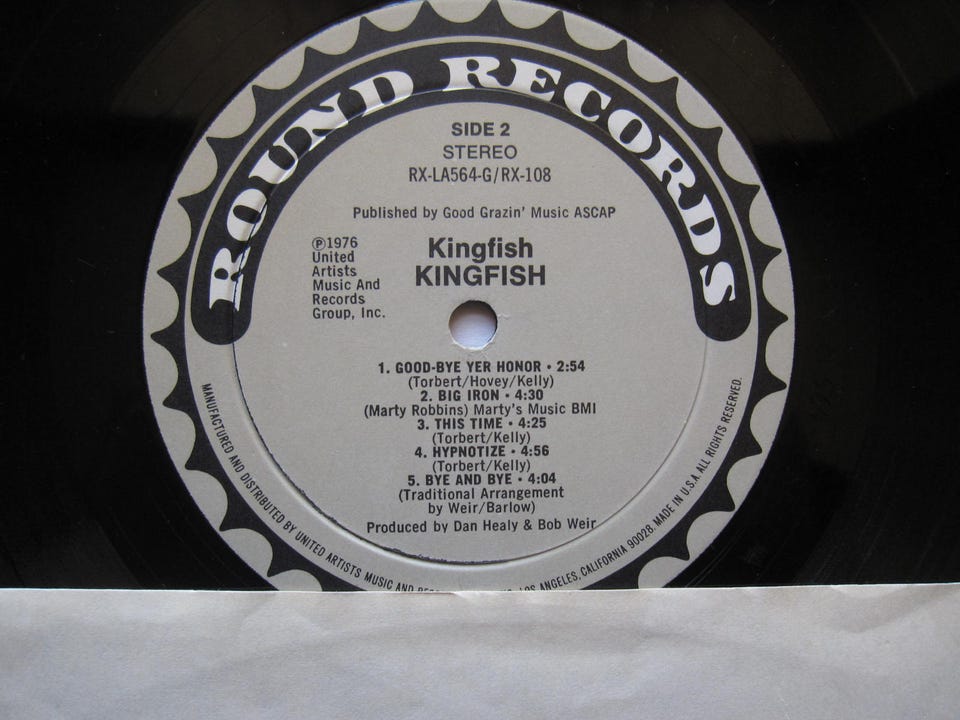 ROUND RECORDS
SIDE 2
STEREO
RX-LA564-G/RX-108
Published by Good Grazin' Music ASCAP
Ⓟ1976
United
Artists
Music And
Records
Group, Inc.
Kingfish
KINGFISH
1. GOOD-BYE YER HONOR • 2:54
(Torbert/Hovey/Kelly)
2. BIG IRON • 4:30
(Marty Robbins) Marty's Music BMI
3. THIS TIME • 4:25
(Torbert/Kelly)
4. HYPNOTIZE • 4:56
(Torbert/Kelly)
5. BYE AND BYE • 4:04
(Traditional Arrangement
by Weir/Barlow)
Produced by Dan Healy & Bob Weir
MANUFACTURED AND DISTRIBUTED BY UNITED ARTISTS MUSIC AND LOS ANGELES, CALIFORNIA 90028. MADE IN U.S.A ALL RIGHTS RESERVED.